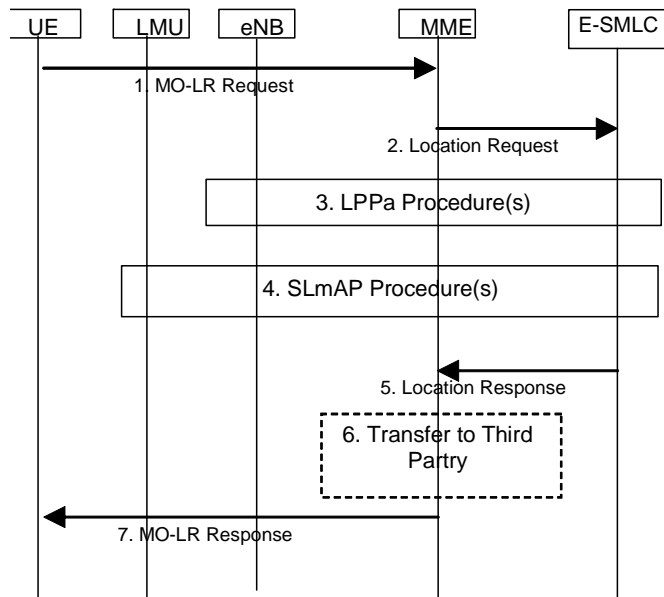 UE
LMU
eNB
MME
E-SMLC
1. MO-LR Request
2. Location Request
3. LPPa Procedure(s)
4. SLmAP Procedure(s)
5. Location Response
6. Transfer to Third
Partry
7. MO-LR Response